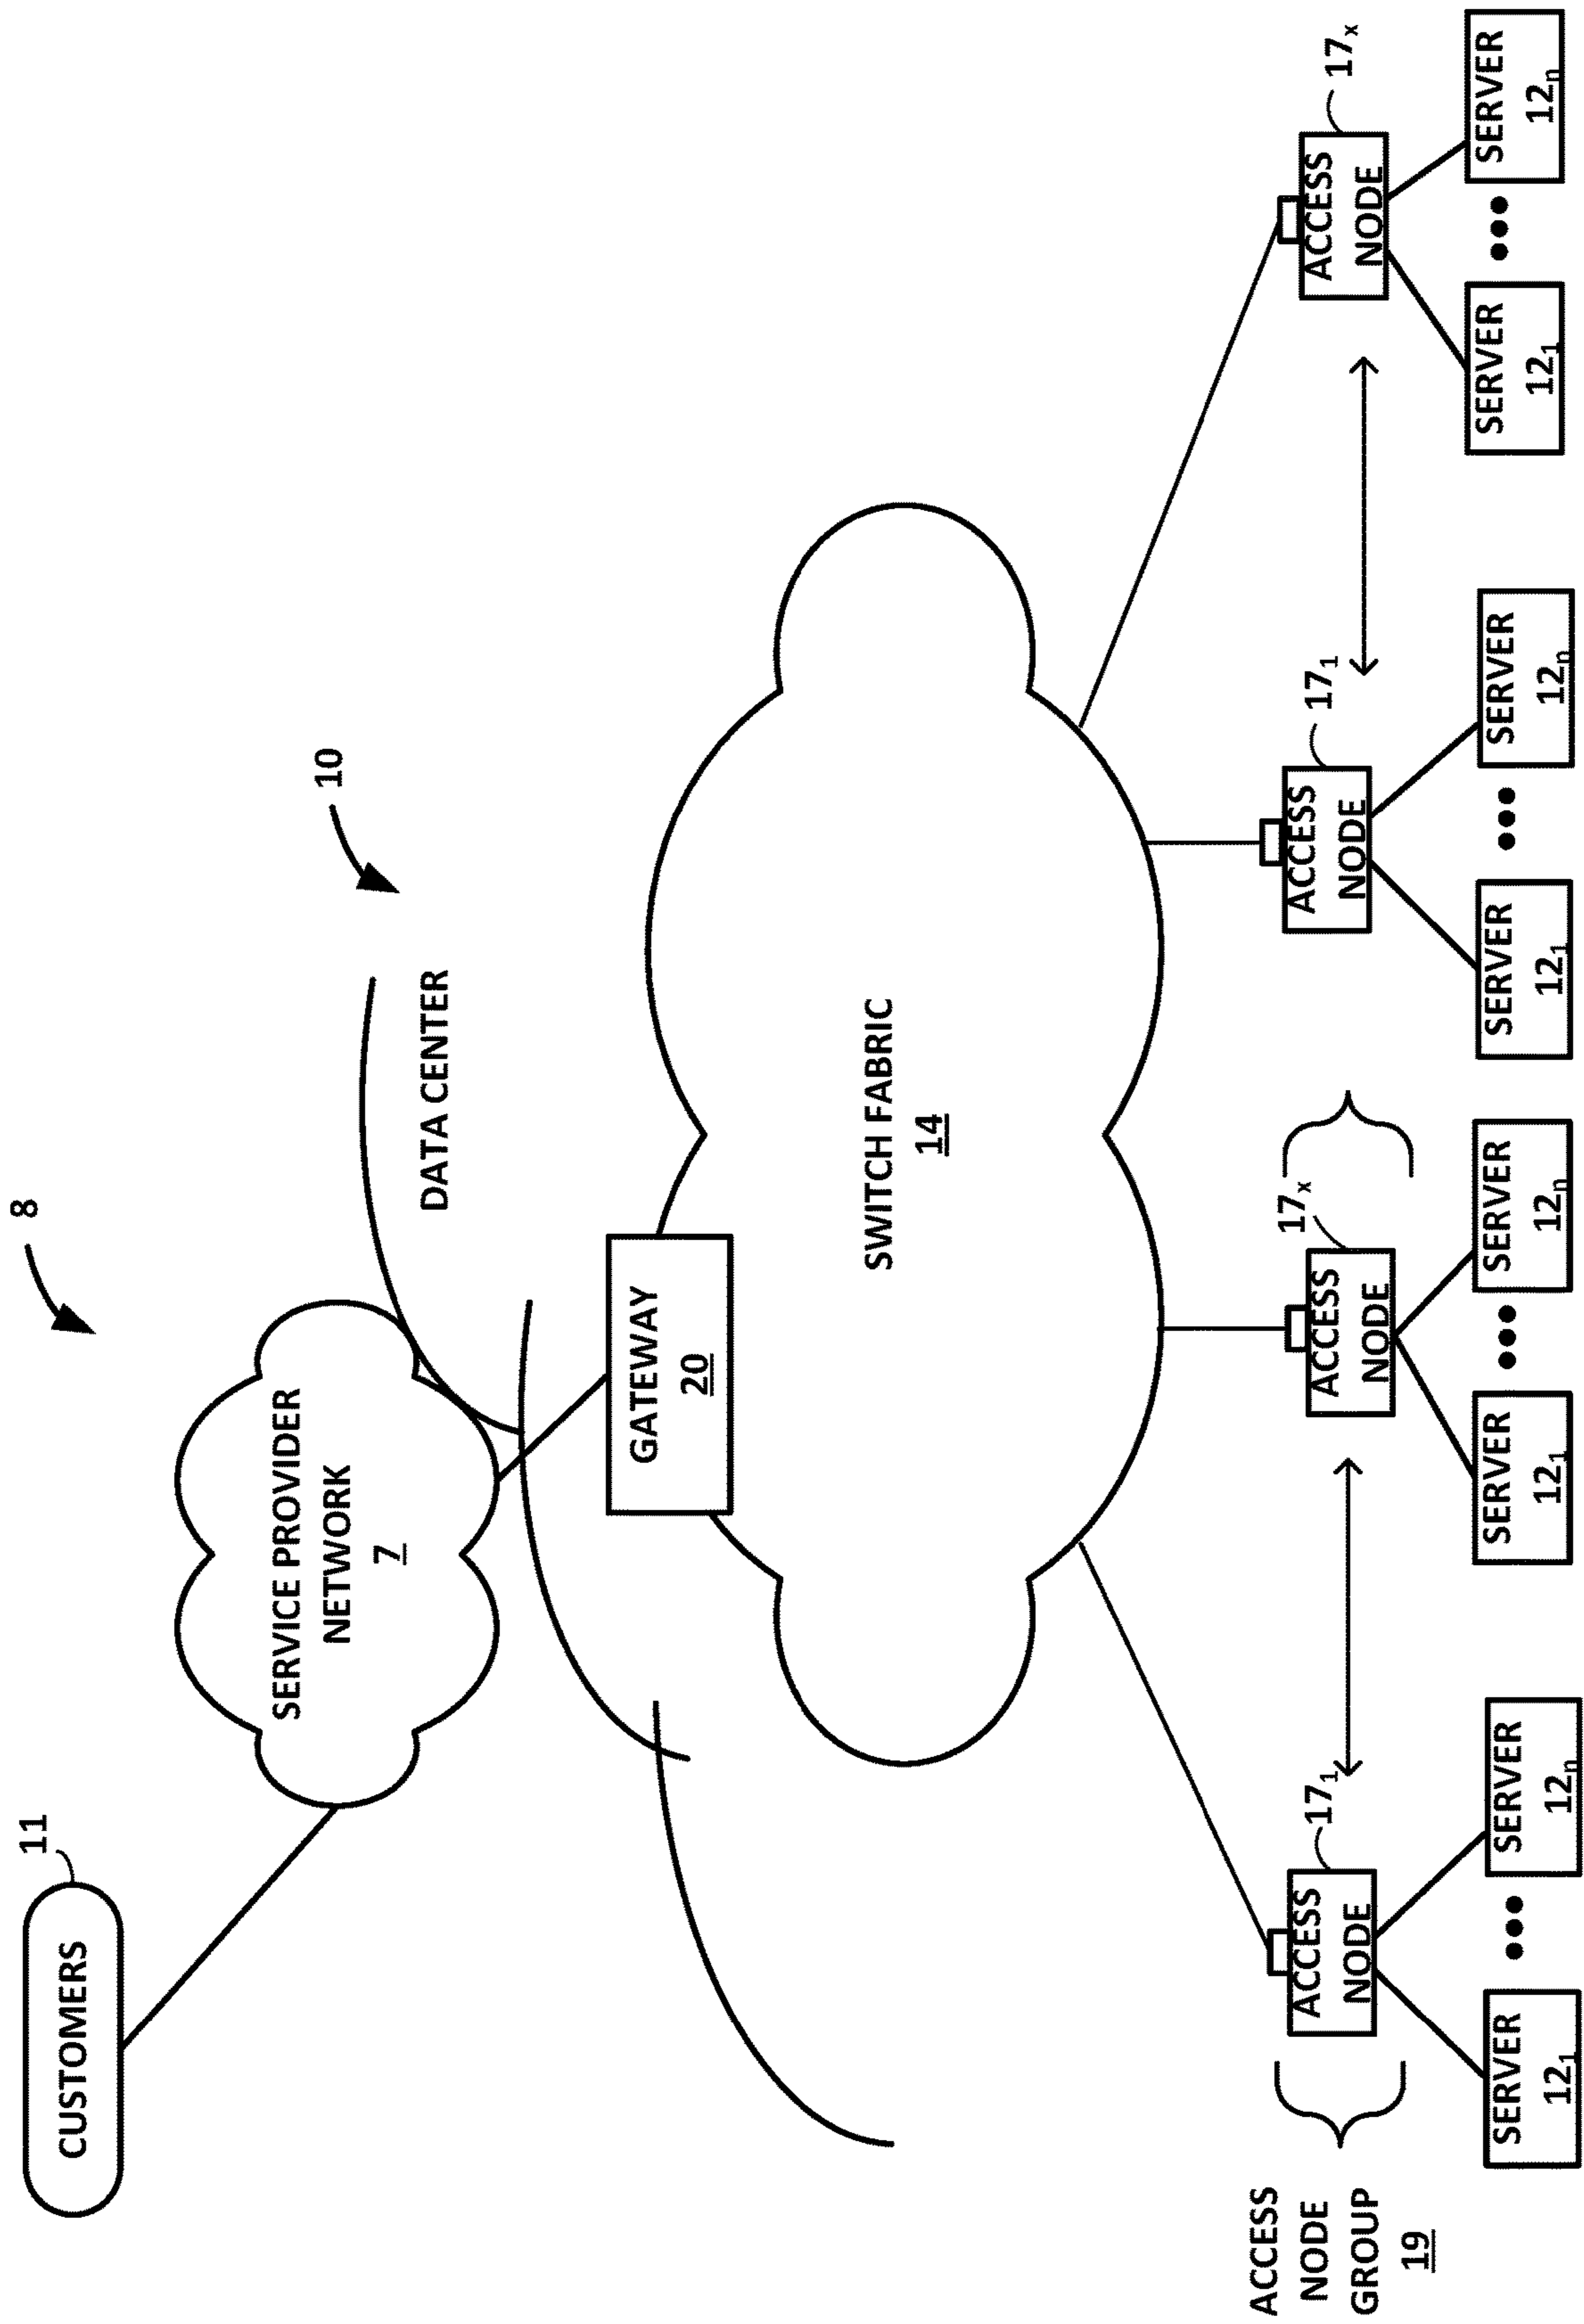 8
CUSTOMERS
11
SERVICE PROVIDER
NETWORK
7
10
DATA CENTER
GATEWAY
20
SWITCH FABRIC
14
ACCESS
NODE
GROUP
19
ACCESS
NODE
17₁
ACCESS
NODE
17ₓ
ACCESS
NODE
17₁
ACCESS
NODE
17ₓ
SERVER
12₁
SERVER
12ₙ
SERVER
12₁
SERVER
12ₙ
SERVER
12₁
SERVER
12ₙ
SERVER
12₁
SERVER
12ₙ